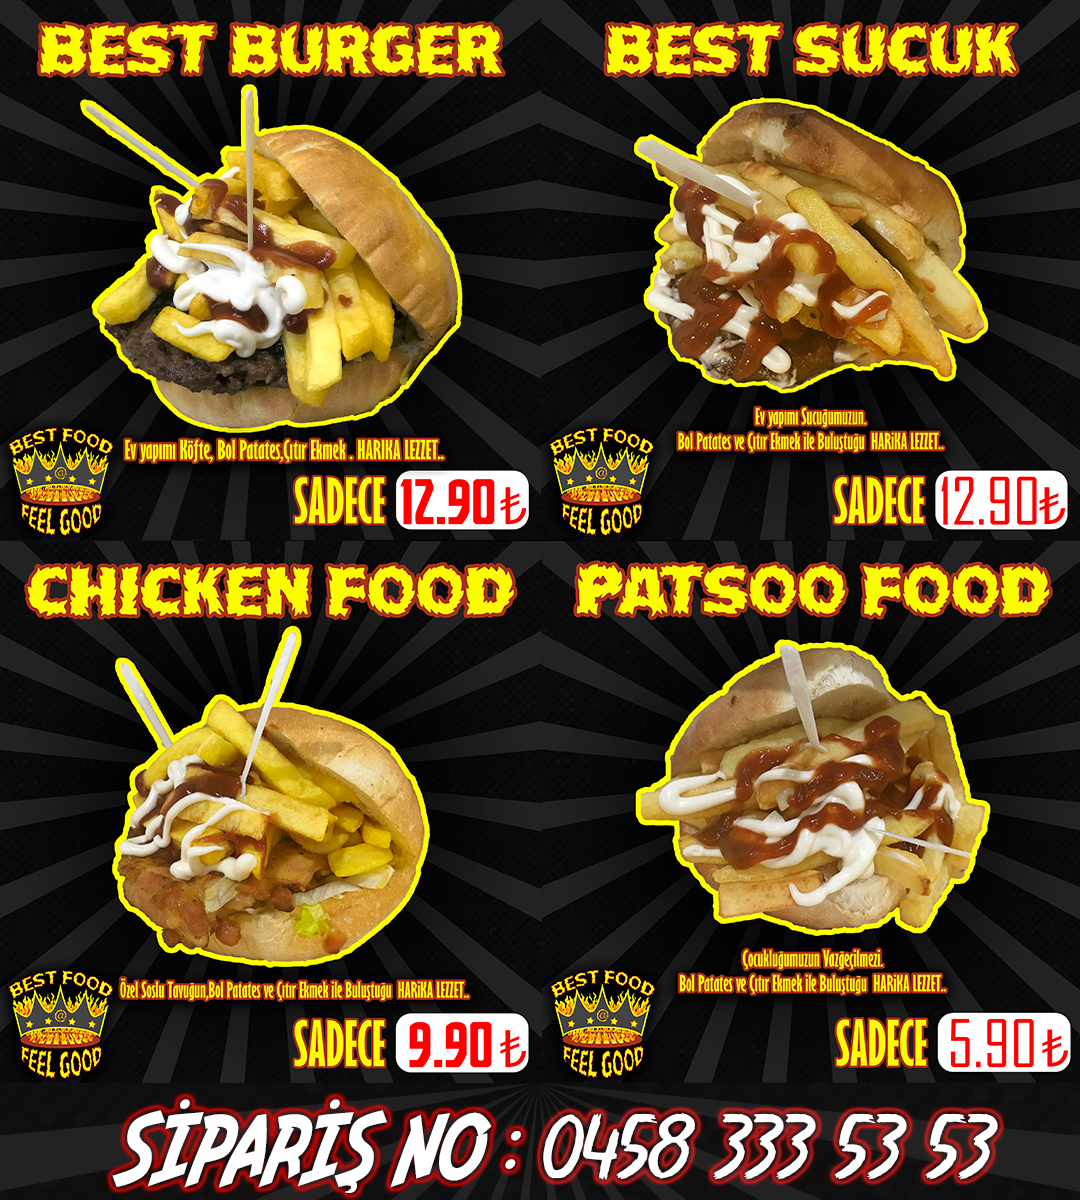 BEST BURGER
Ev yapımı Köfte, Bol Patates,Çıtır Ekmek . HARİKA LEZZET..
BEST FOOD
@
FEEL GOOD
SADECE 12.90₺
BEST SUCUK
Ev yapımı Sucuğumuzun.
Bol Patates ve Çıtır Ekmek ile Buluştuğu HARİKA LEZZET..
BEST FOOD
@
FEEL GOOD
SADECE 12.90₺
CHICKEN FOOD
Özel Soslu Tavuğun,Bol Patates ve Çıtır Ekmek ile Buluştuğu HARİKA LEZZET..
BEST FOOD
@
FEEL GOOD
SADECE 9.90₺
PATSOO FOOD
Çocukluğumuzun Vazgeçilmezi.
Bol Patates ve Çıtır Ekmek ile Buluştuğu HARİKA LEZZET..
BEST FOOD
@
FEEL GOOD
SADECE 5.90₺
SİPARİŞ NO : 0458 333 53 53